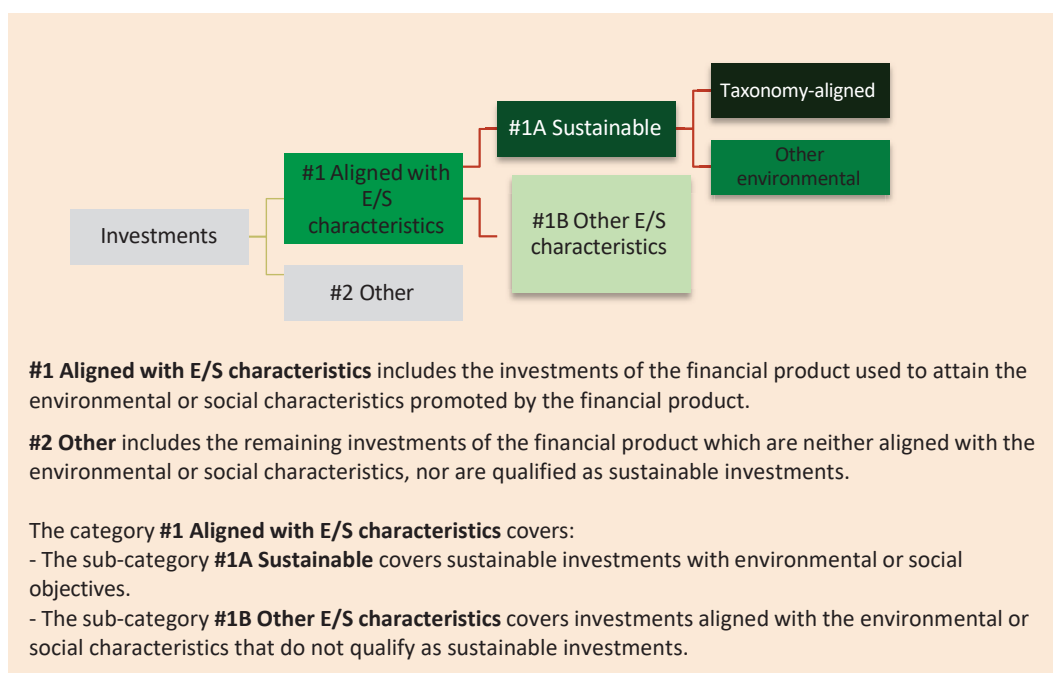 Taxonomy-aligned
#1A Sustainable
Other
environmental
#1 Aligned with
E/S
characteristics
#1B Other E/S
characteristics
Investments
#2 Other
#1 Aligned with E/S characteristics includes the investments of the financial product used to attain the
environmental or social characteristics promoted by the financial product.
#2 Other includes the remaining investments of the financial product which are neither aligned with the
environmental or social characteristics, nor are qualified as sustainable investments.
The category #1 Aligned with E/S characteristics covers:
- The sub-category #1A Sustainable covers sustainable investments with environmental or social
objectives.
- The sub-category #1B Other E/S characteristics covers investments aligned with the environmental or
social characteristics that do not qualify as sustainable investments.